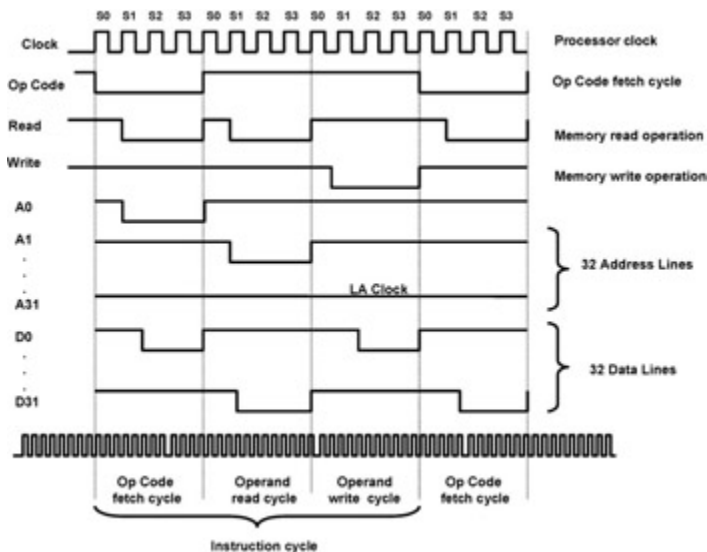 S0 S1 S2 S3 S0 S1 S2 S3 S0 S1 S2 S3 S0 S1 S2 S3
Clock
Processor clock
Op Code
Op Code fetch cycle
Read
Memory read operation
Write
Memory write operation
A0
A1
32 Address Lines
LA Clock
A31
D0
32 Data Lines
D31
Op Code
fetch cycle
Operand
read cycle
Operand
write cycle
Op Code
fetch cycle
Instruction cycle